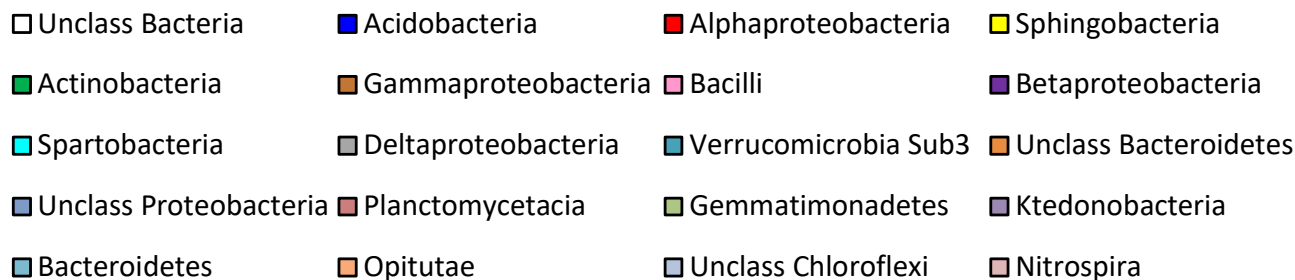 Unclass Bacteria Acidobacteria Alphaproteobacteria Sphingobacteria
Actinobacteria Gammaproteobacteria Bacilli Betaproteobacteria
Spartobacteria Deltaproteobacteria Verrucomicrobia Sub3 Unclass Bacteroidetes
Unclass Proteobacteria Planctomycetacia Gemmatimonadetes Ktedonobacteria
Bacteroidetes Opitutae Unclass Chloroflexi Nitrospira